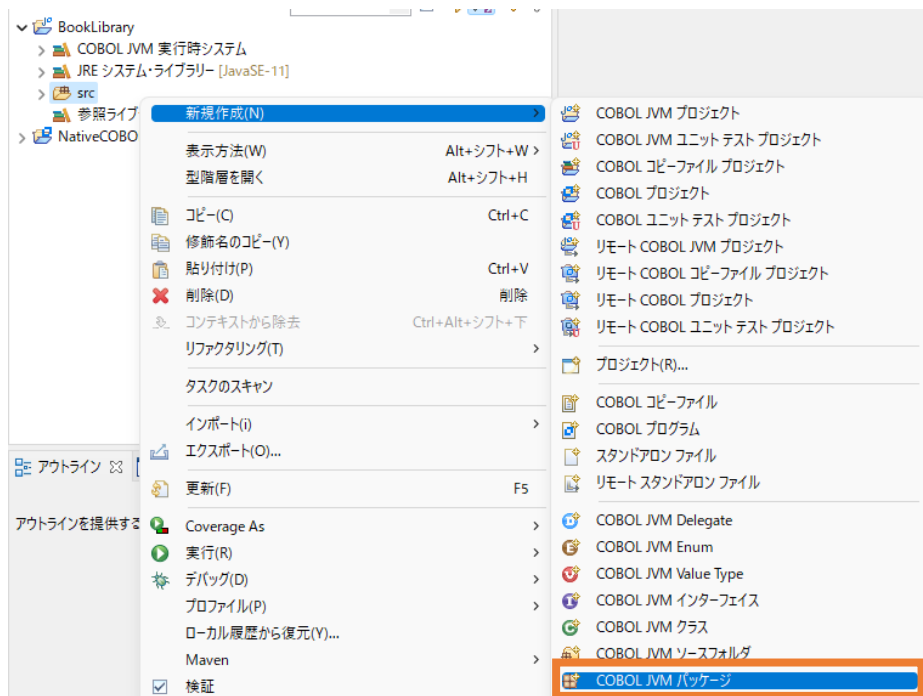 BookLibrary
COBOL JVM 実行時システム
JRE システム・ライブラリー [JavaSE-11]
src
参照ライブ
NativeCOBO
新規作成(N)
表示方法(W) Alt+シフト+W
型階層を開く Alt+シフト+H
コピー(C) Ctrl+C
修飾名のコピー(Y)
貼り付け(P) Ctrl+V
削除(D) 削除
コンテキストから除去 Ctrl+Alt+シフト+下
リファクタリング(T)
タスクのスキャン
インポート(i)
エクスポート(O)...
更新(F) F5
Coverage As
実行(R)
デバッグ(D)
プロファイル(P)
ローカル履歴から復元(Y)...
Maven
検証
COBOL JVM プロジェクト
COBOL JVM ユニット テスト プロジェクト
COBOL コピーファイル プロジェクト
COBOL プロジェクト
COBOL ユニット テスト プロジェクト
リモート COBOL JVM プロジェクト
リモート COBOL コピーファイル プロジェクト
リモート COBOL プロジェクト
リモート COBOL ユニット テスト プロジェクト
プロジェクト(R)...
COBOL コピーファイル
COBOL プログラム
スタンドアロン ファイル
リモート スタンドアロン ファイル
COBOL JVM Delegate
COBOL JVM Enum
COBOL JVM Value Type
COBOL JVM インターフェイス
COBOL JVM クラス
COBOL JVM ソースフォルダ
COBOL JVM パッケージ
アウトライン
アウトラインを提供する